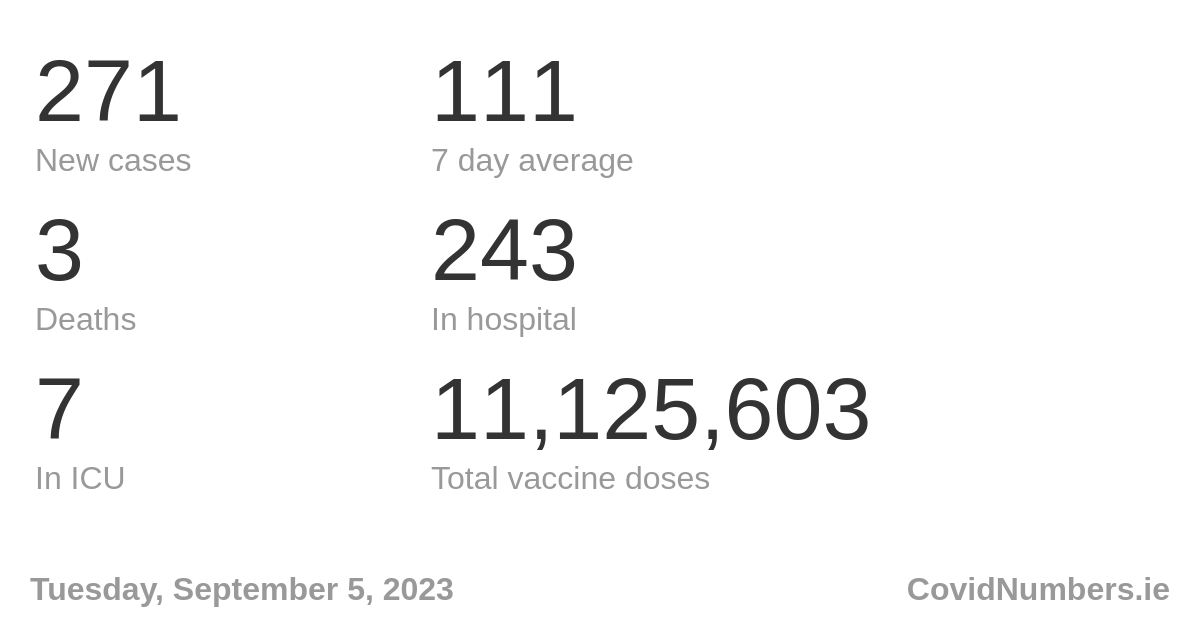 271
111
New cases
7 day average
3
243
Deaths
In hospital
7
11,125,603
In ICU
Total vaccine doses
Tuesday, September 5, 2023
CovidNumbers.ie